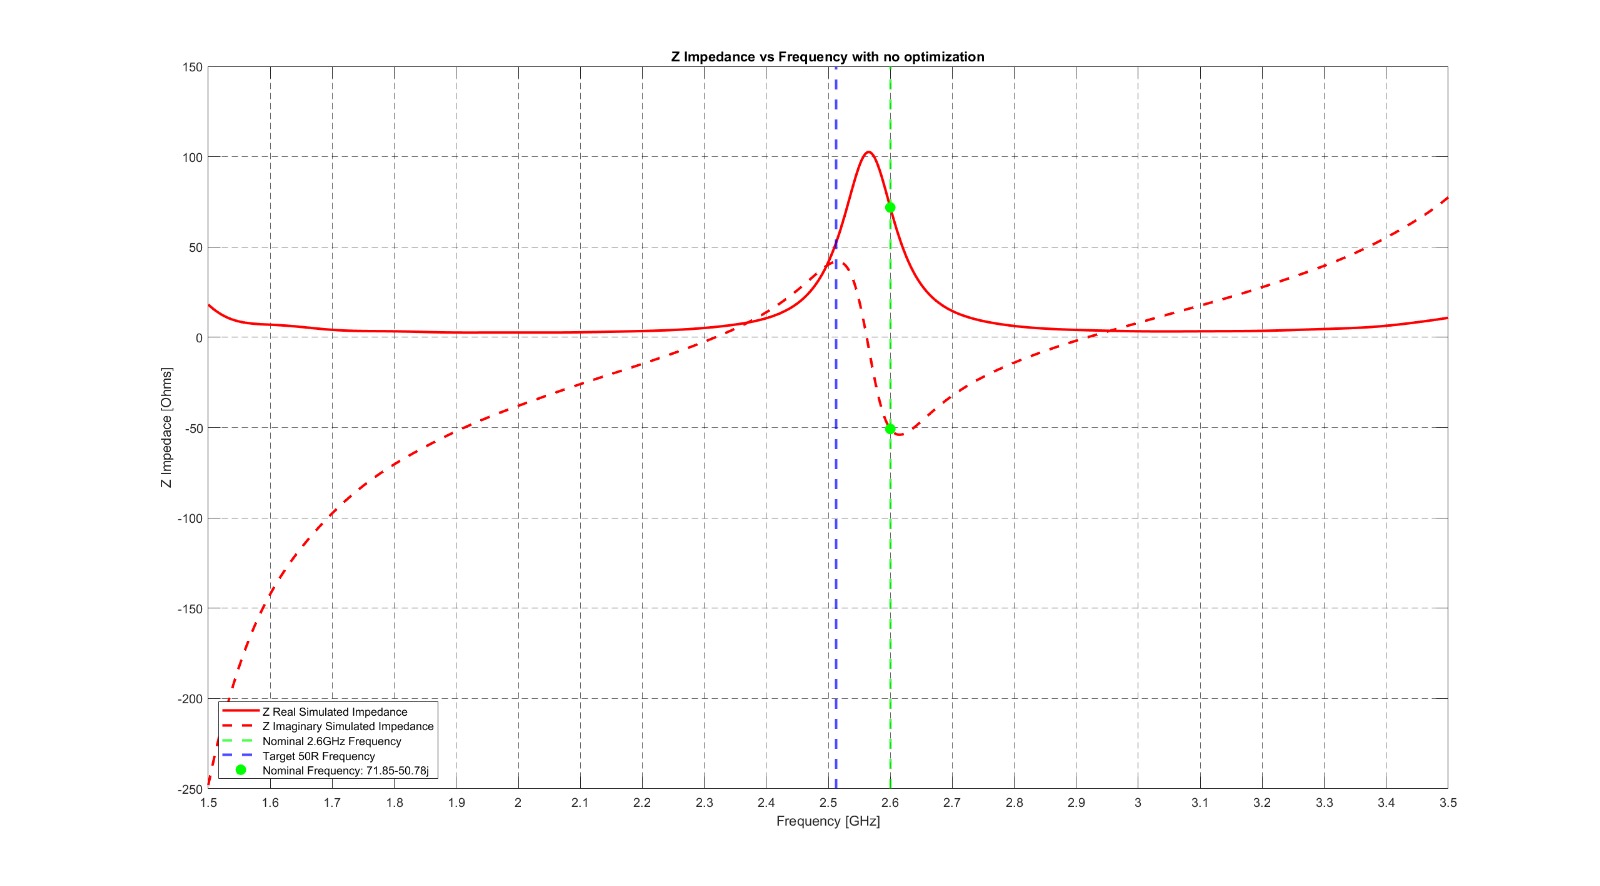 Z Impedance vs Frequency with no optimization
150
100
50
0
-50
-100
-150
-200
-250
Z Impedace [Ohms]
Z Real Simulated Impedance
Z Imaginary Simulated Impedance
Nominal 2.6GHz Frequency
Target 50R Frequency
Nominal Frequency: 71.85-50.78j
1.5 1.6 1.7 1.8 1.9 2 2.1 2.2 2.3 2.4 2.5 2.6 2.7 2.8 2.9 3 3.1 3.2 3.3 3.4 3.5
Frequency [GHz]